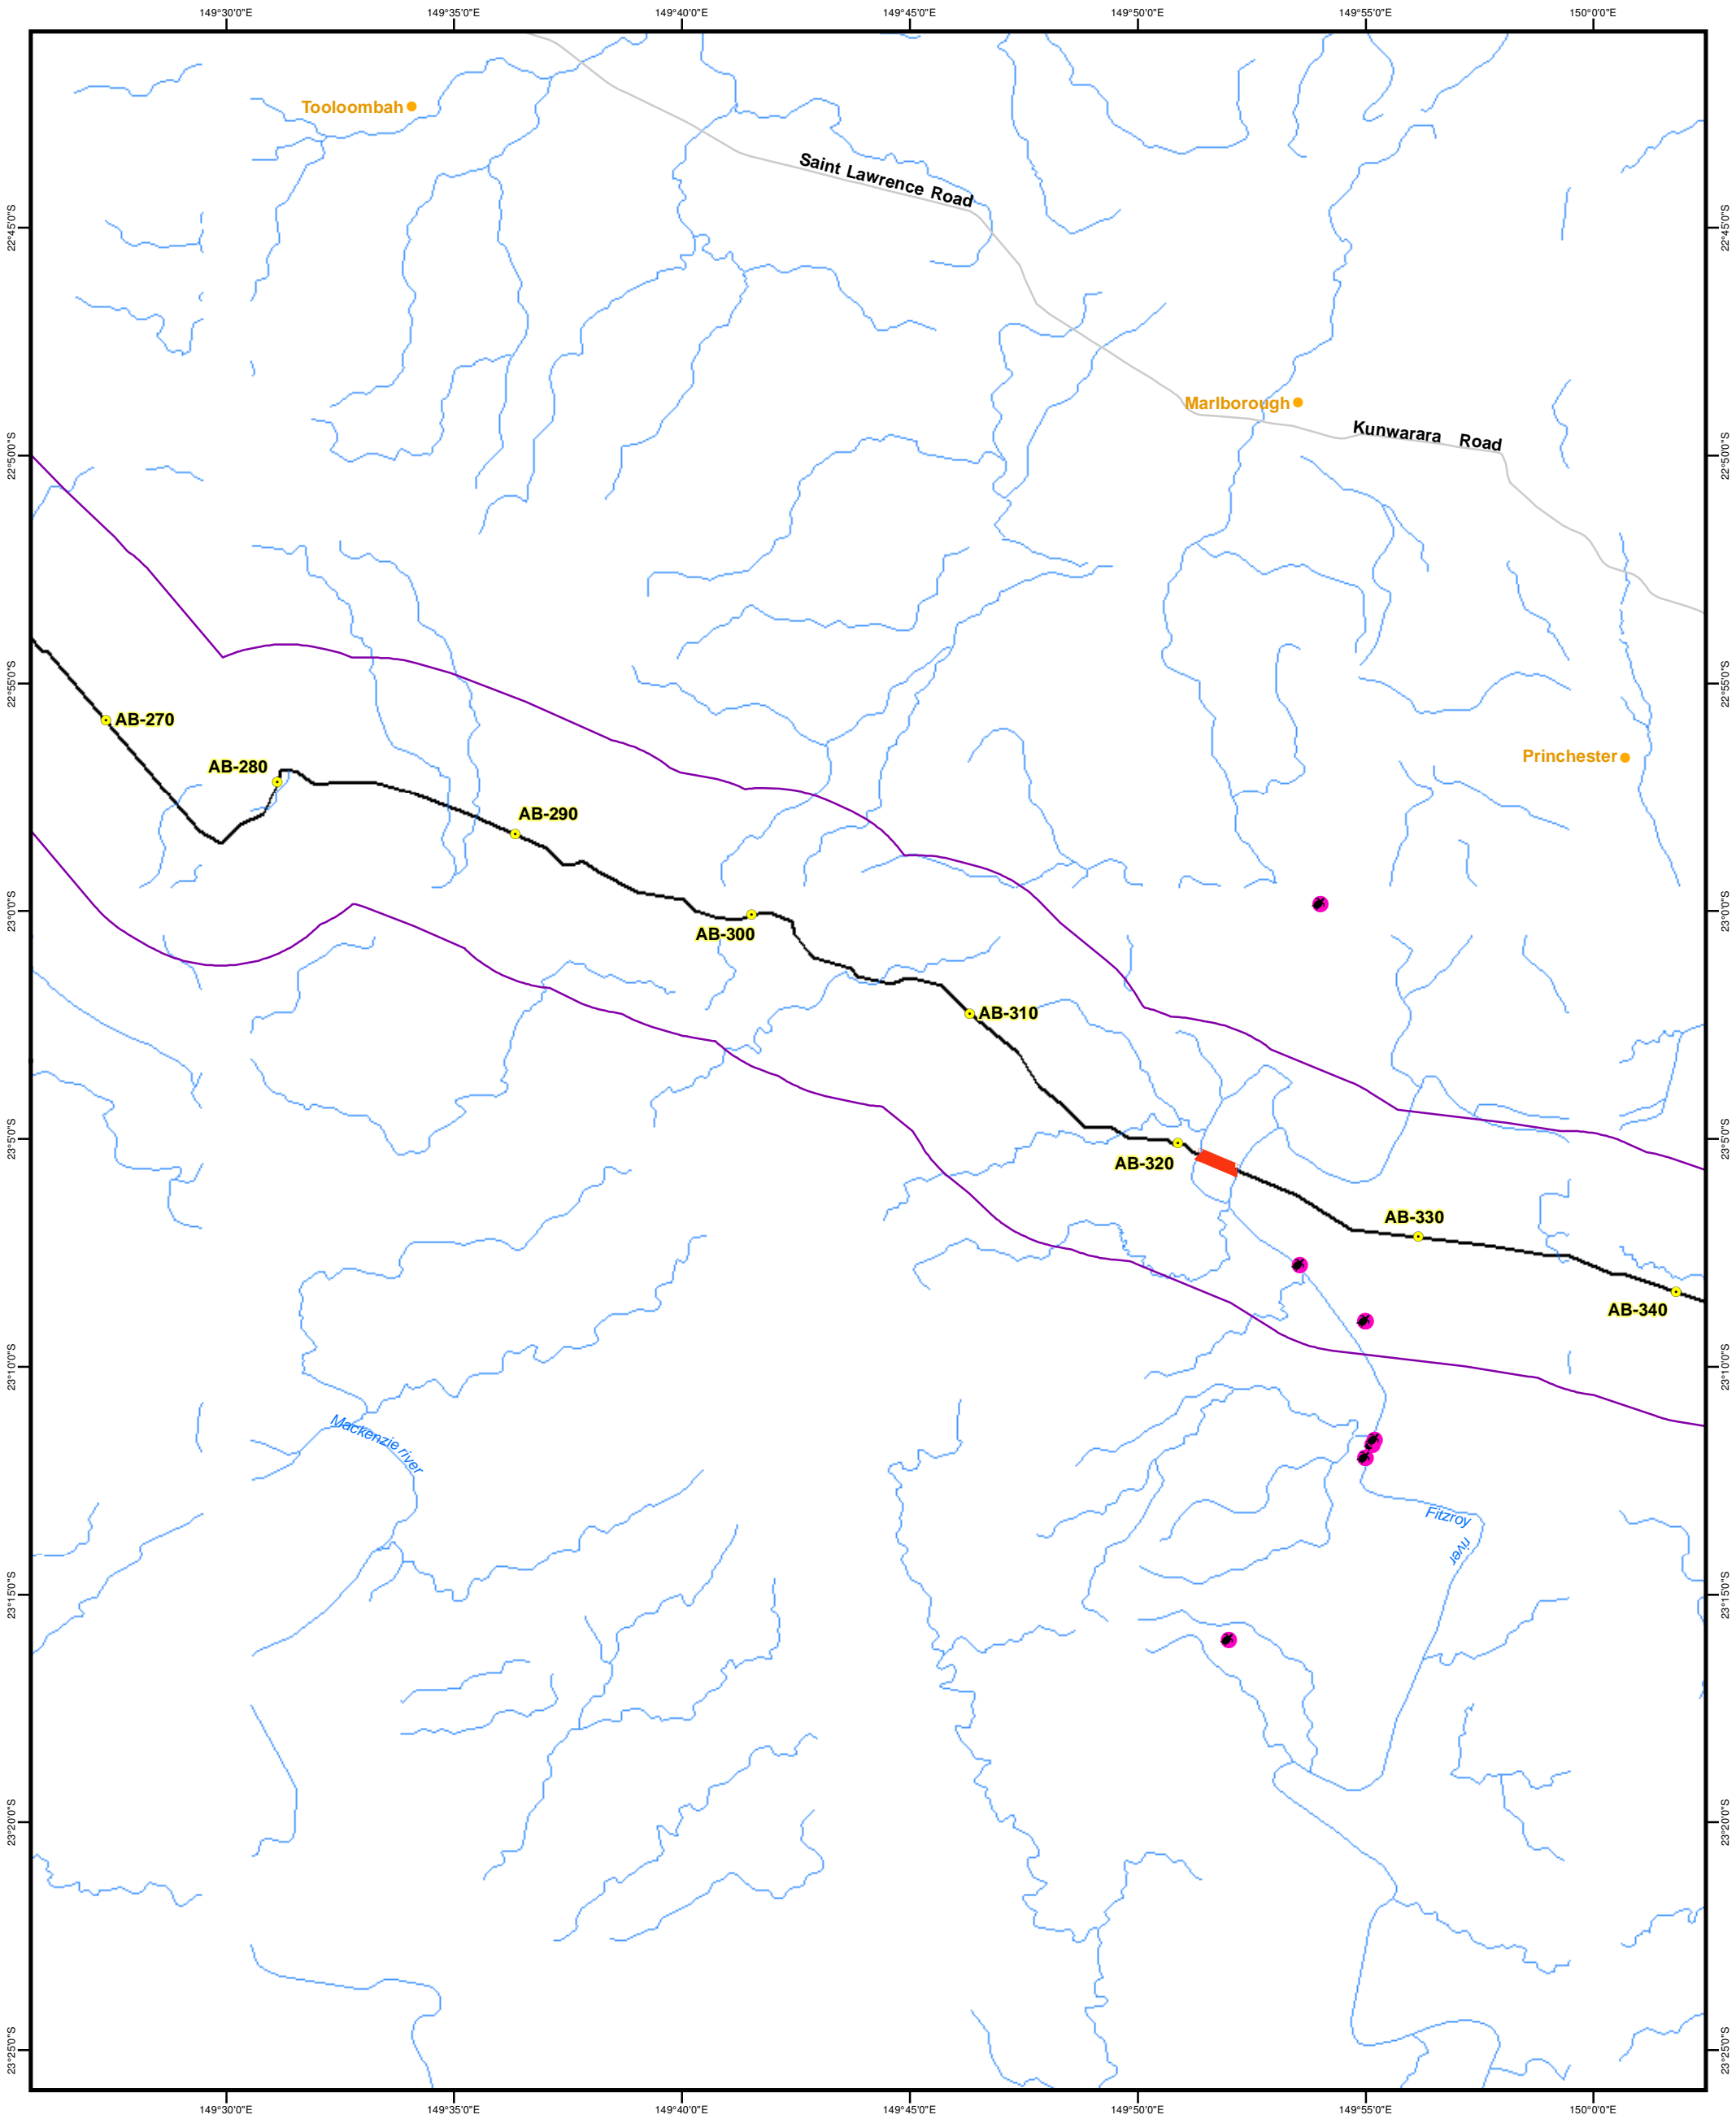 149°30'0"E 149°35'0"E 149°40'0"E 149°45'0"E 149°50'0"E 149°55'0"E 150°0'0"E
Tooloombah
Saint Lawrence Road
22°45'0"S 22°45'0"S
Marlborough
Kunwarara Road
22°50'0"S 22°50'0"S
22°55'0"S 22°55'0"S
AB-270
Princhester
AB-280
AB-290
23°0'0"S 23°0'0"S
AB-300
AB-310
23°5'0"S 23°5'0"S
AB-320
AB-330
AB-340
23°10'0"S 23°10'0"S
Mackenzie river
Fitzroy
river
23°15'0"S 23°15'0"S
23°20'0"S 23°20'0"S
23°25'0"S 23°25'0"S
149°30'0"E 149°35'0"E 149°40'0"E 149°45'0"E 149°50'0"E 149°55'0"E 150°0'0"E